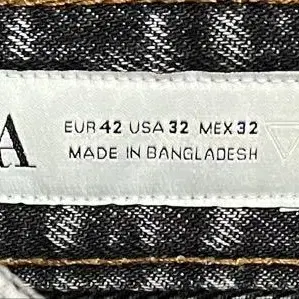 A
EUR 42 USA 32 MEX 32
MADE IN BANGLADESH